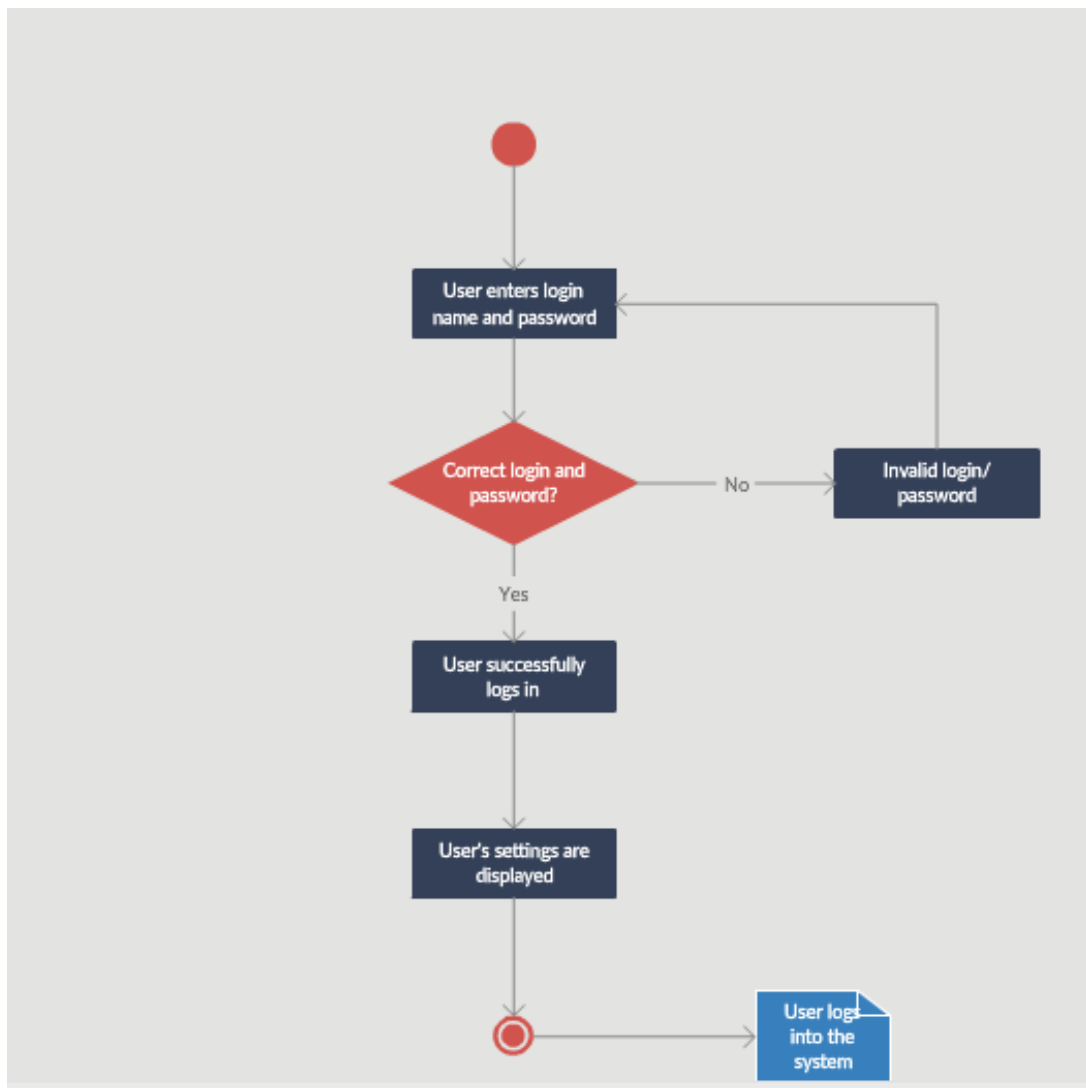 User enters login
name and password
Correct login and
password?
No
Invalid login/
password
Yes
User successfully
logs in
User's settings are
displayed
User logs
into the
system